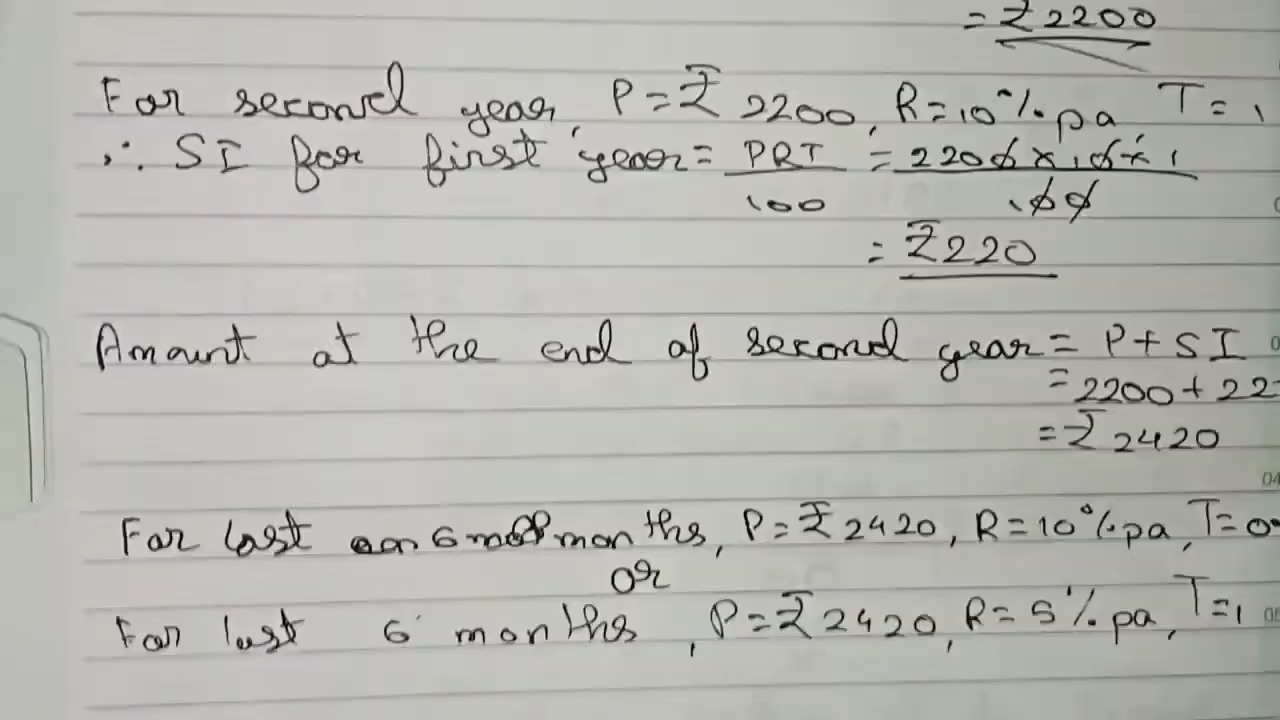 = ₹2200
For second year, P = ₹ 2200, R = 10% pa T = 1
∴ SI for first year = PRT/100 = 2200 × 10 × 1/100
= ₹220
Amount at the end of second year = P + SI
= 2200 + 22
= ₹2420
For last 6 months, P = ₹2420, R = 10% pa, T = 0
or
For last 6 months, P = ₹2420, R = 5% pa, T = 1